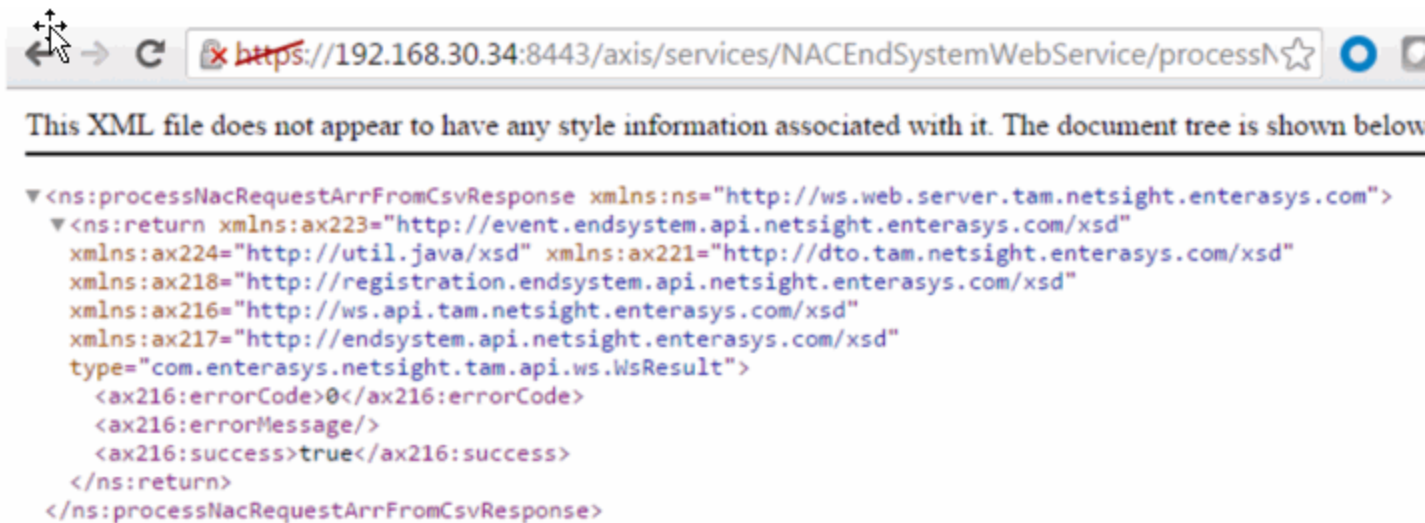 https://192.168.30.34:8443/axis/services/NACEndSystemWebService/processN
This XML file does not appear to have any style information associated with it. The document tree is shown below
▼<ns:processNacRequestArrFromCsvResponse xmlns:ns="http://ws.web.server.tam.netsight.enterasys.com">
▼<ns:return xmlns:ax223="http://event.endsystem.api.netsight.enterasys.com/xsd"
xmlns:ax224="http://util.java/xsd" xmlns:ax221="http://dto.tam.netsight.enterasys.com/xsd"
xmlns:ax218="http://registration.endsystem.api.netsight.enterasys.com/xsd"
xmlns:ax216="http://ws.api.tam.netsight.enterasys.com/xsd"
xmlns:ax217="http://endsystem.api.netsight.enterasys.com/xsd"
type="com.enterasys.netsight.tam.api.ws.WsResult">
<ax216:errorCode>0</ax216:errorCode>
<ax216:errorMessage/>
<ax216:success>true</ax216:success>
</ns:return>
</ns:processNacRequestArrFromCsvResponse>